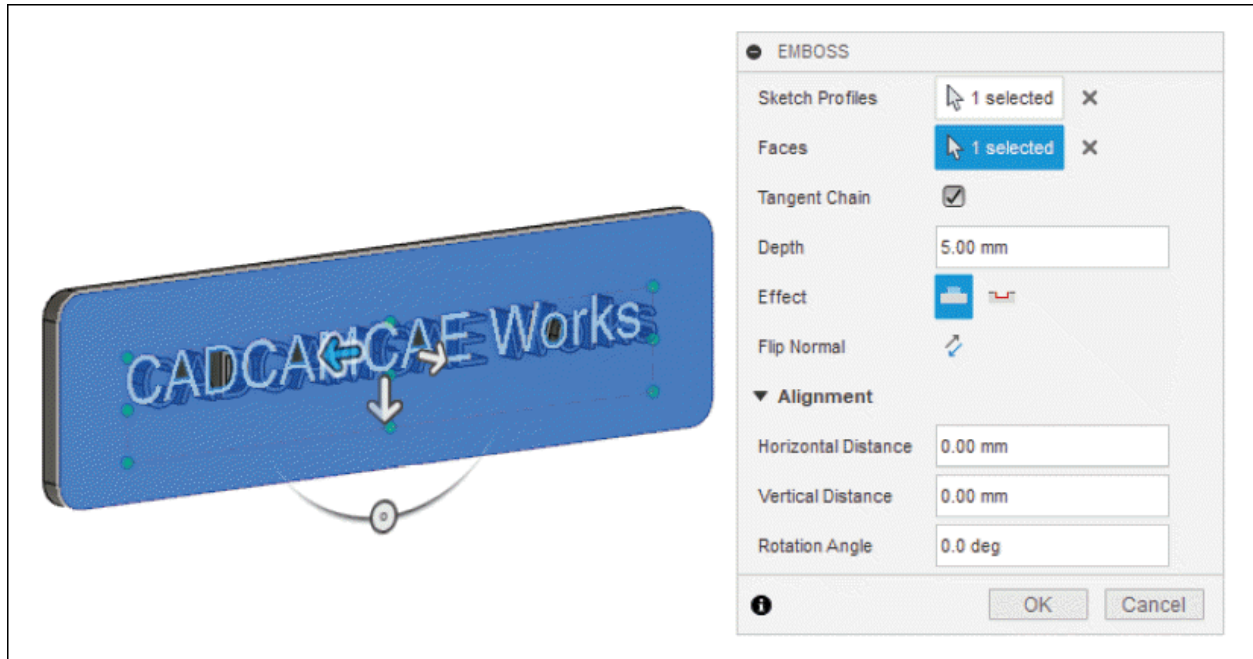 CADCAMCAE Works
EMBOSS
Sketch Profiles 1 selected
Faces 1 selected
Tangent Chain
Depth 5.00 mm
Effect
Flip Normal
Alignment
Horizontal Distance 0.00 mm
Vertical Distance 0.00 mm
Rotation Angle 0.0 deg
OK Cancel